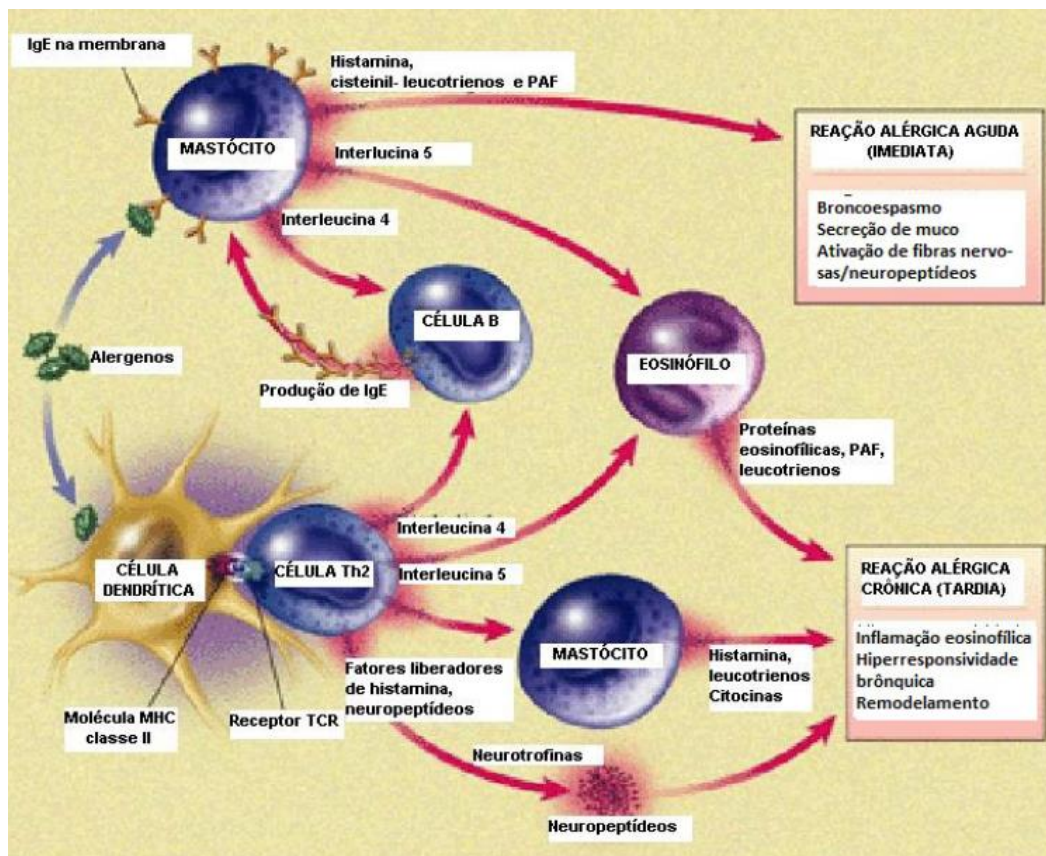 IgE na membrana
Histamina,
cisteinil- leucotrienos e PAF
MASTÓCITO
Interlucina 5
REAÇÃO ALÉRGICA AGUDA
(IMEDIATA)
Broncoespasmo
Secreção de muco
Ativação de fibras nervo-
sas/neuropeptídeos
Interleucina 4
CÉLULA B
Alergenos
EOSINÓFILO
Produção de IgE
Proteínas
eosinofílicas, PAF,
leucotrienos
Interleucina 4
CÉLULA
DENDRÍTICA
CÉLULA Th2
Interleucina 5
REAÇÃO ALÉRGICA
CRÔNICA (TARDIA)
Inflamação eosinofílica
Hiperresponsividade
brônquica
Remodelamento
MASTÓCITO
Histamina,
leucotrienos
Citocinas
Fatores liberadores
de histamina,
neuropeptídeos
Molécula MHC
classe II
Receptor TCR
Neurotrofinas
Neuropeptídeos